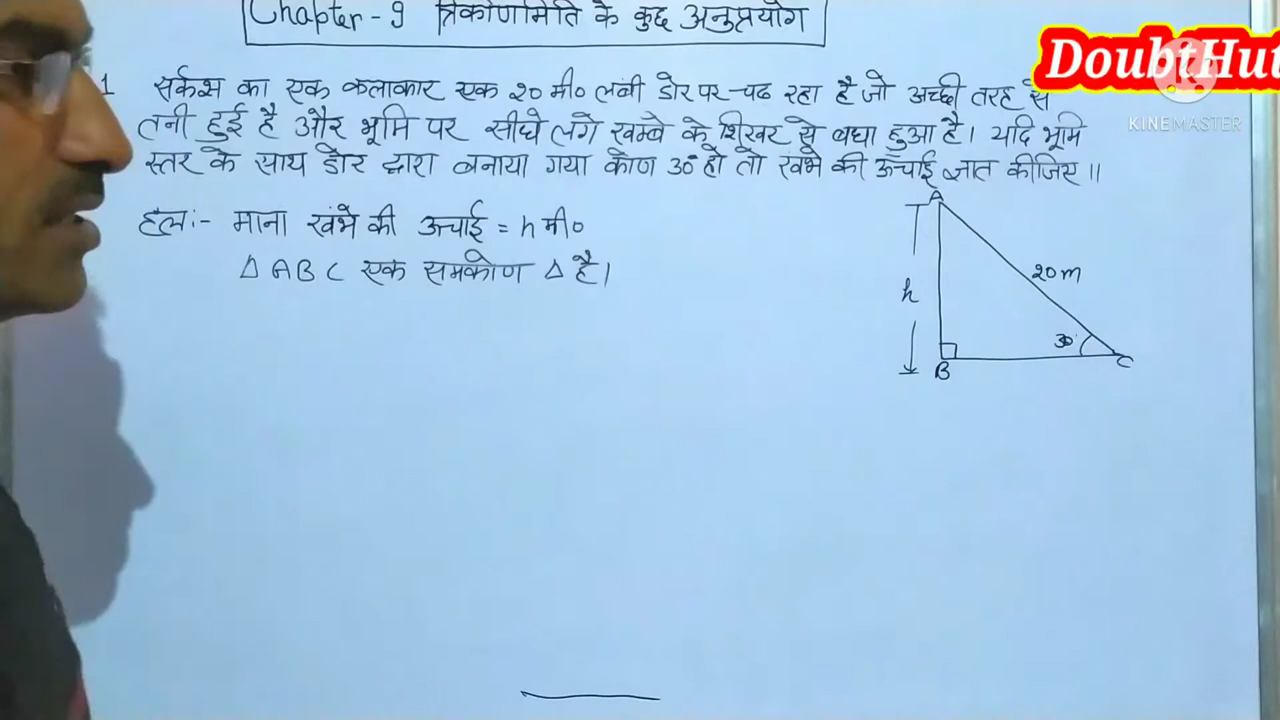 Chapter - 9 त्रिकोणमिति के कुछ अनुप्रयोग
DoubtHut
KINEMASTER
1 सर्कस का एक कलाकार एक 20 मी० लंबी डोर पर चढ रहा है जो अच्छी तरह से
तनी हुई है और भूमि पर सीधे लगे खम्बे के शिखर से बधा हुआ है। यदि भूमि
स्तर के साथ डोर द्वारा बनाया गया कोण 30° हो तो खंभे की ऊँचाई ज्ञात कीजिए॥
हल:- माना खंभे की उचाई = h मी०
Δ ABC एक समकोण Δ है।
A
20m
h
30°
B
C